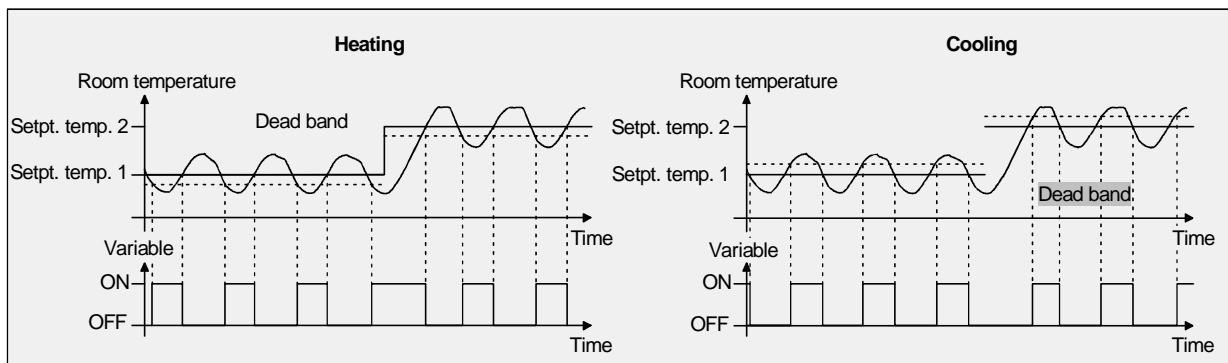 Heating
Room temperature
Setpt. temp. 2
Dead band
Setpt. temp. 1
Time
Variable
ON
OFF
Time
Cooling
Room temperature
Setpt. temp. 2
Setpt. temp. 1
Dead band
Time
Variable
ON
OFF
Time